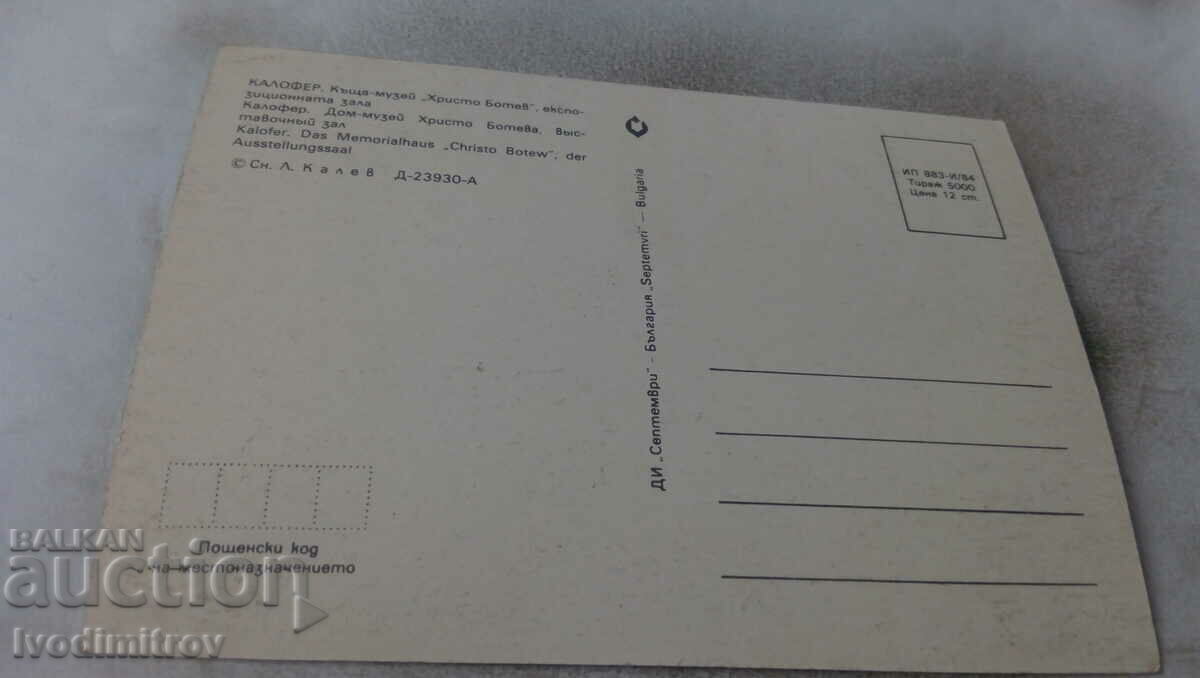 КАЛОФЕР. Къща-музей „Христо Ботев", експо-
зиционната зала
Калофер. Дом-музей Христо Ботева. Выс-
тавочный зал
Kalofer. Das Memorialhaus „Christo Botew", der
Ausstellungssaal
© Сн. Л. Калев Д-23930-А
ДИ „Септември" - България „Septemvri" — Bulgaria
ИП 883-И/84
Тираж 5000
Цена 12 ст.
Пощенски код
на местоназначението
BALKAN
auction
Ivodimitrov